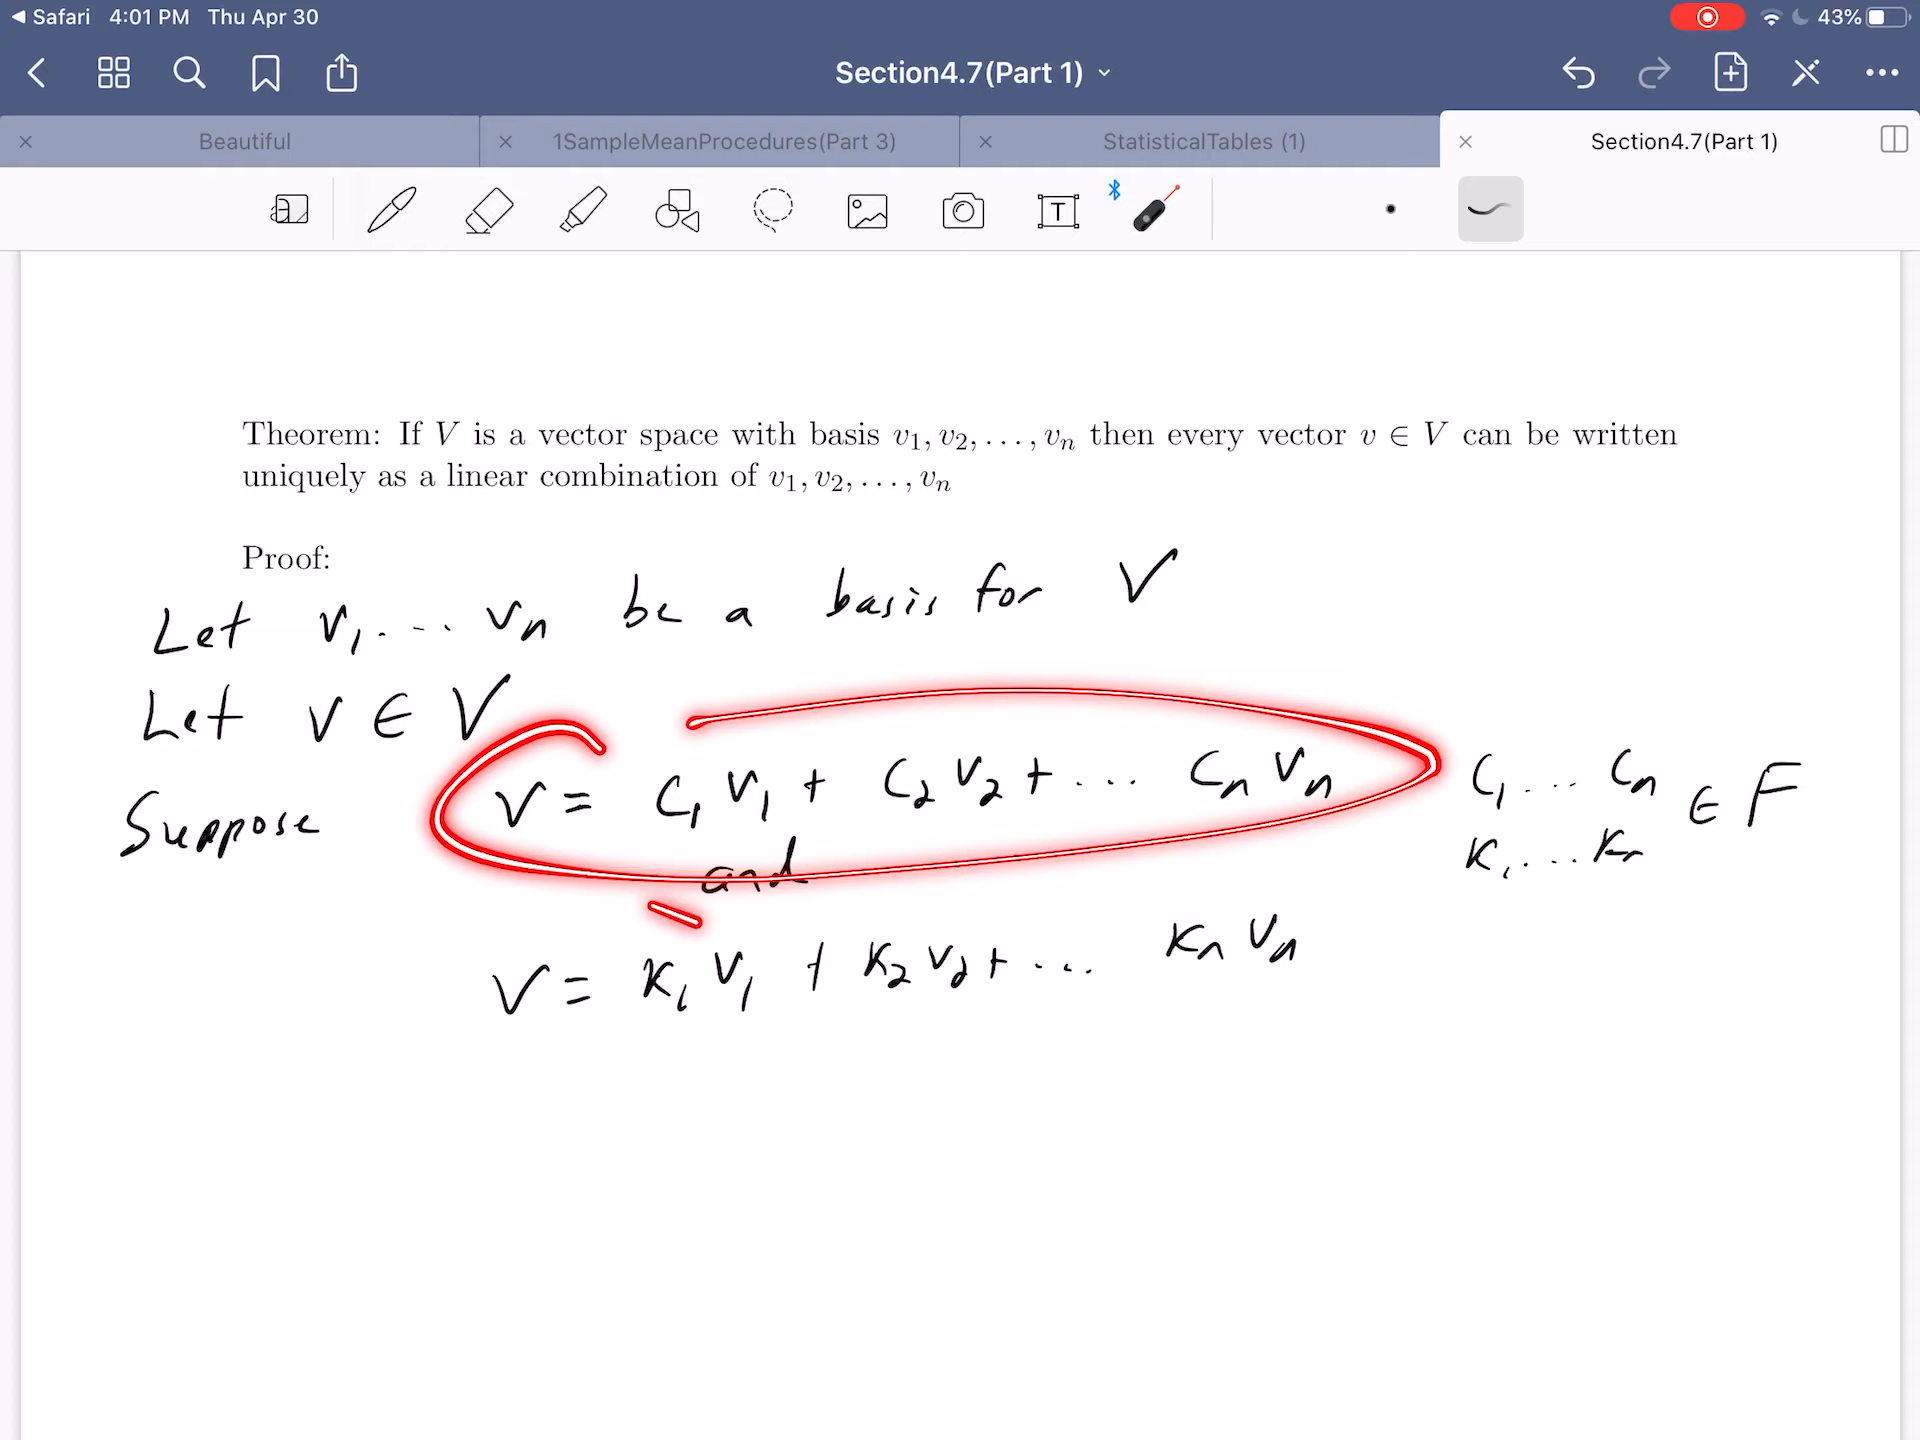 Safari 4:01 PM Thu Apr 30 43%
Section4.7(Part 1)
Beautiful 1SampleMeanProcedures(Part 3) StatisticalTables (1) Section4.7(Part 1)
a T
Theorem: If V is a vector space with basis v₁, v₂, . . . , vₙ then every vector v ∈ V can be written
uniquely as a linear combination of v₁, v₂, . . . , vₙ
Proof:
Let v₁ . . . vₙ be a basis for V
Let v ∈ V
Suppose v = c₁v₁ + c₂v₂ + . . . cₙvₙ c₁ . . . cₙ ∈ F
and k₁ . . . kₙ
v = k₁v₁ + k₂v₂ + . . . kₙvₙ